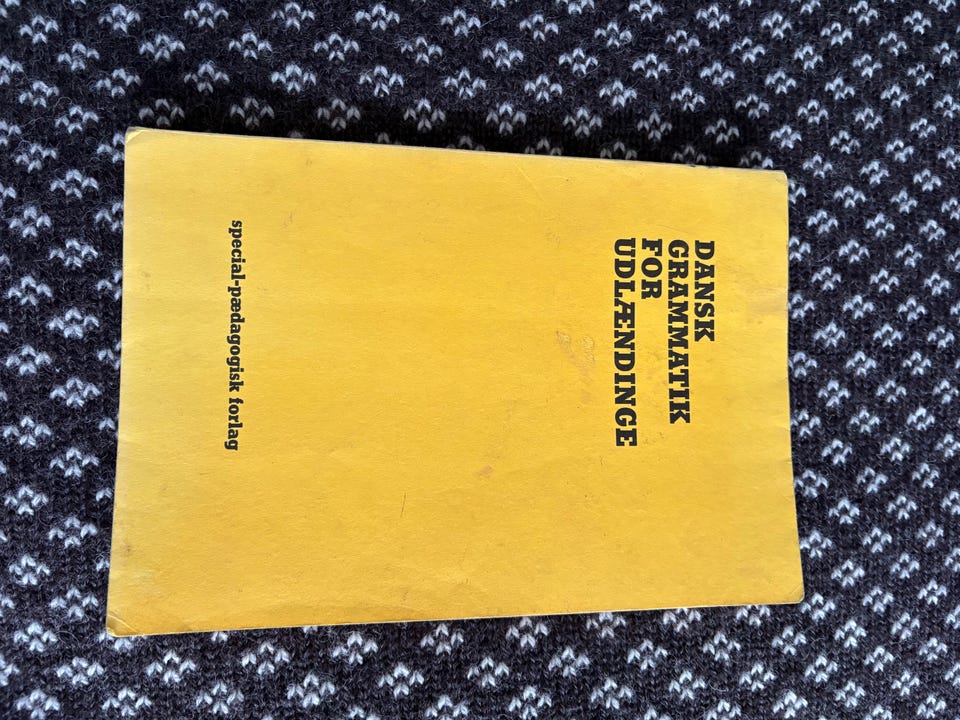 DANSK
GRAMMATIK
FOR
UDLÆNDINGE
special-pædagogisk forlag